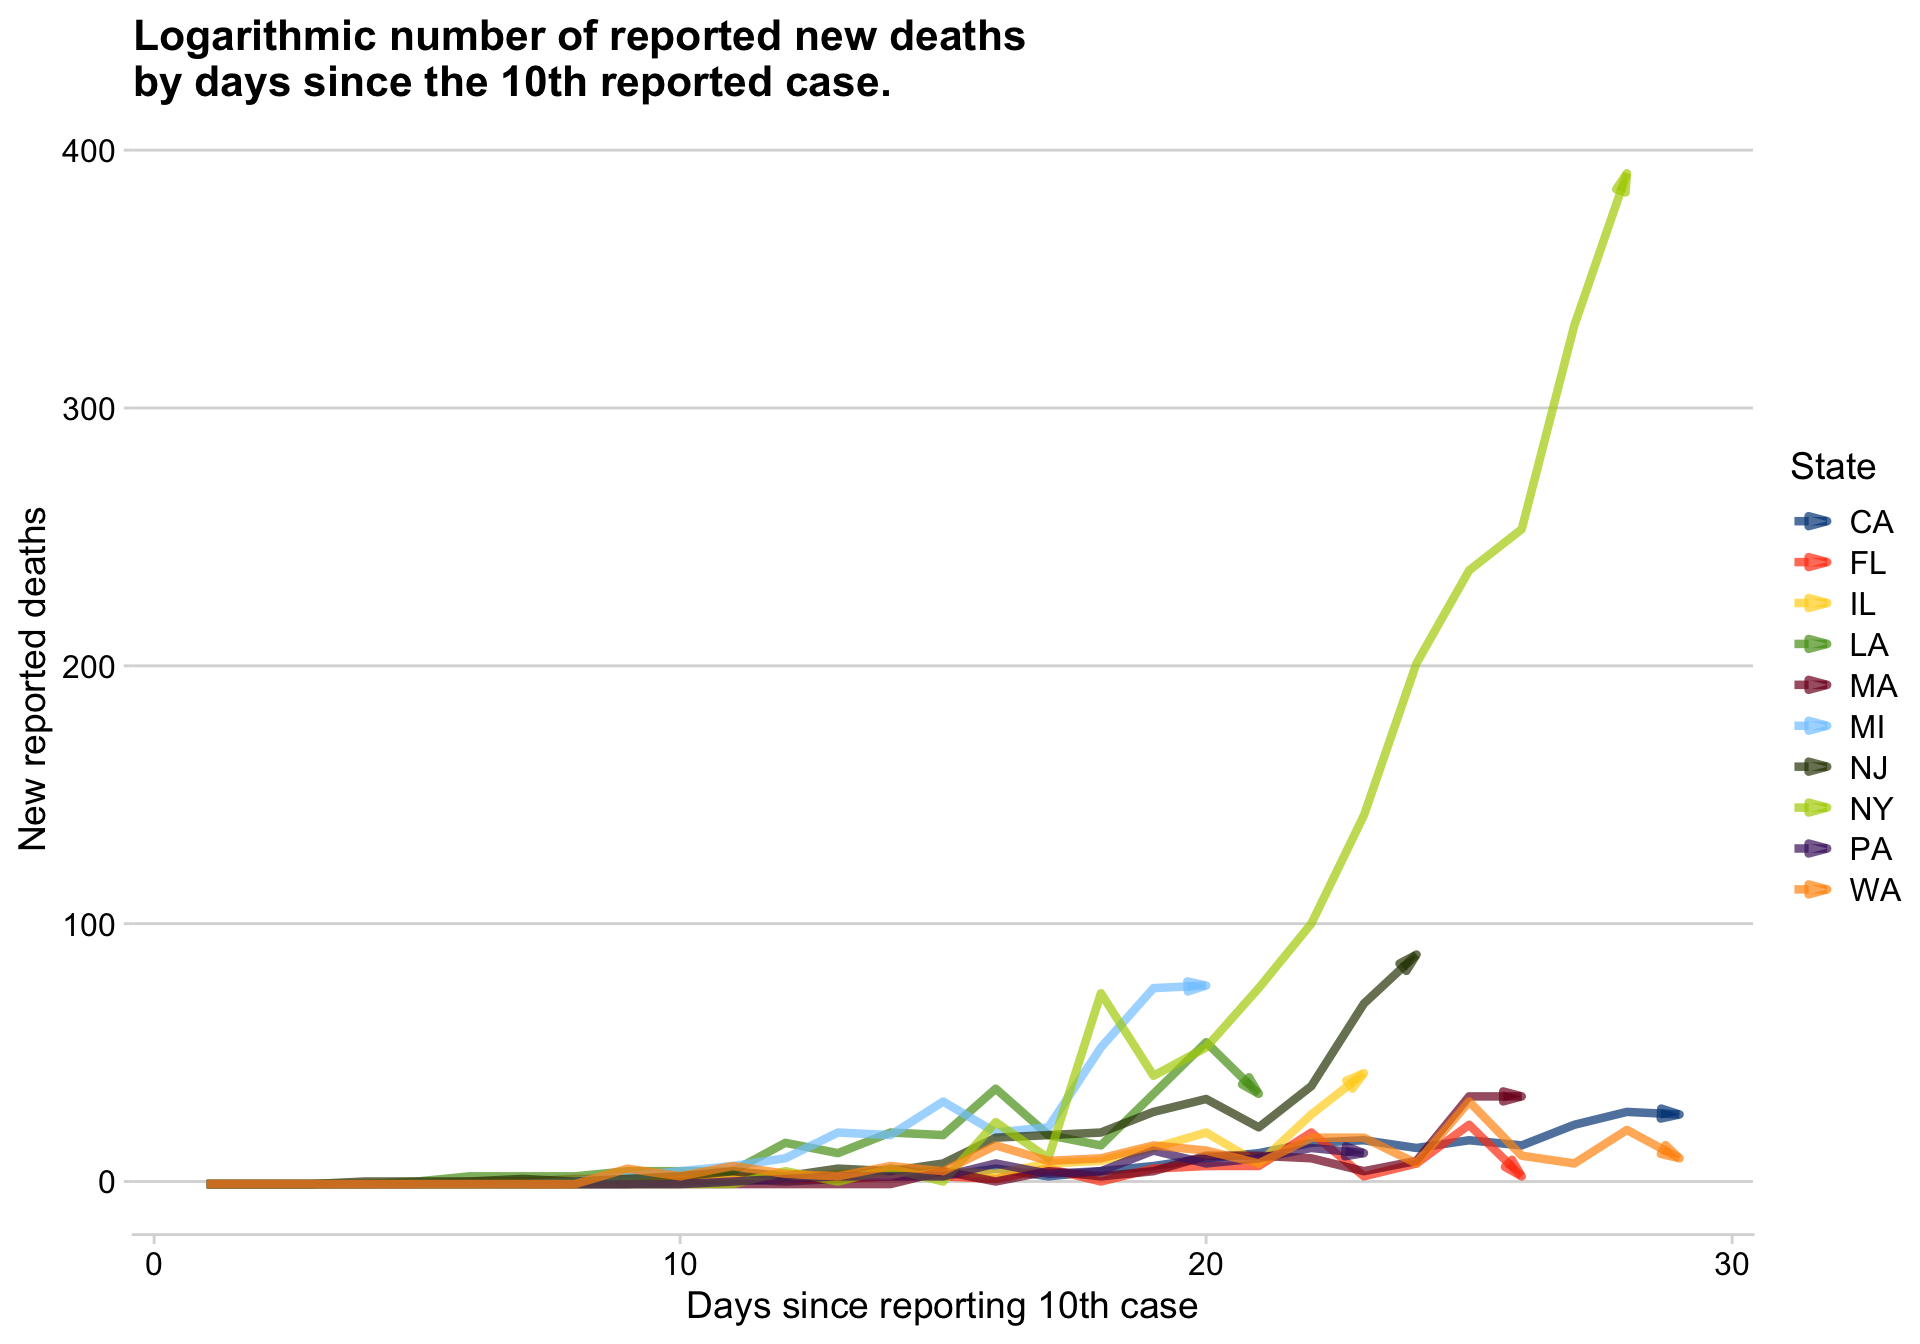 Logarithmic number of reported new deaths
by days since the 10th reported case.
400
300
200
100
0
New reported deaths
0 10 20 30
Days since reporting 10th case
State
CA
FL
IL
LA
MA
MI
NJ
NY
PA
WA